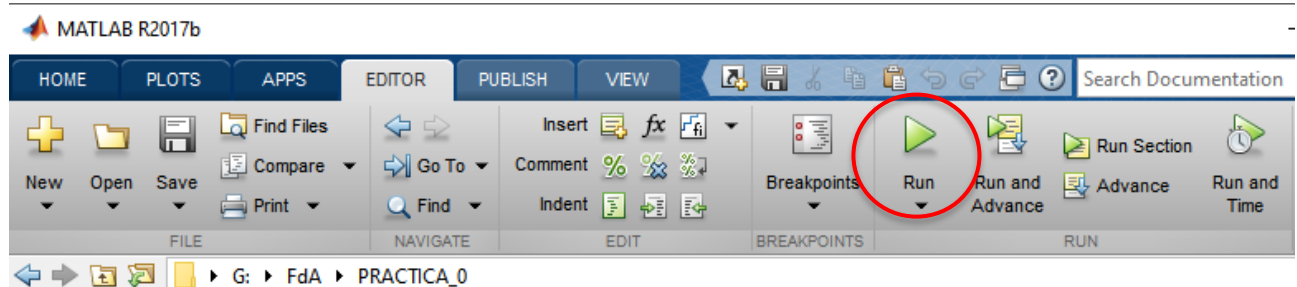 MATLAB R2017b
HOME PLOTS APPS EDITOR PUBLISH VIEW Search Documentation
Find Files Insert fx
Compare Go To Comment Run Section
New Open Save Breakpoints Run Run and Advance Run and
Print Find Indent Advance Time
FILE NAVIGATE EDIT BREAKPOINTS RUN
G: FdA PRACTICA_0